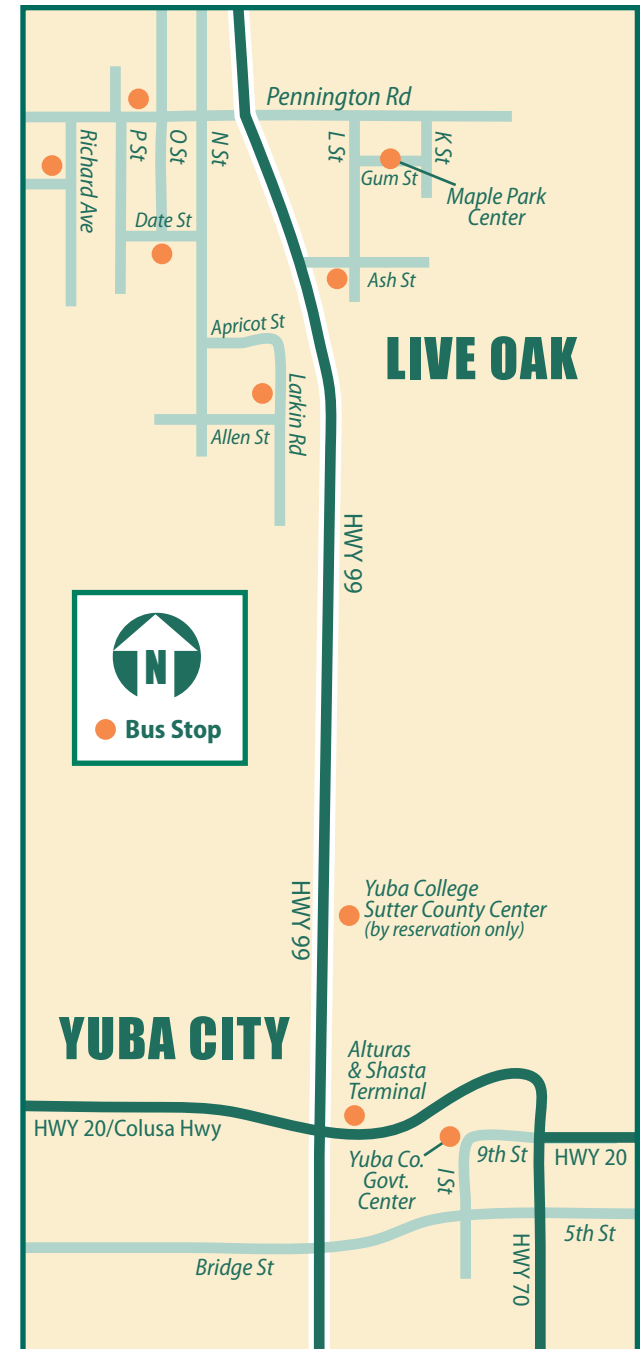 Pennington Rd
Richard Ave
P St
O St
N St
L St
K St
Gum St
Maple Park
Center
Date St
Ash St
Apricot St
LIVE OAK
Larkin Rd
Allen St
HWY 99
N
Bus Stop
HWY 99
Yuba College
Sutter County Center
(by reservation only)
YUBA CITY
Alturas
& Shasta
Terminal
HWY 20/Colusa Hwy
Yuba Co.
Govt.
Center
I St
9th St
HWY 20
5th St
HWY 70
Bridge St